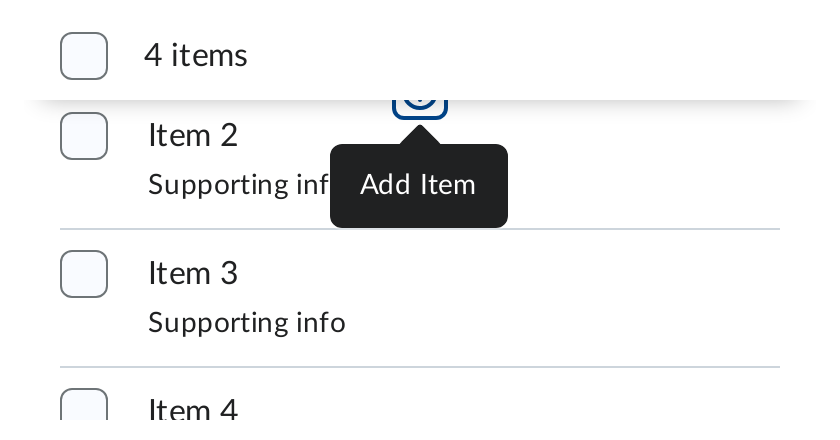 4 items
Item 2
Supporting inf
Add Item
Item 3
Supporting info
Item 4